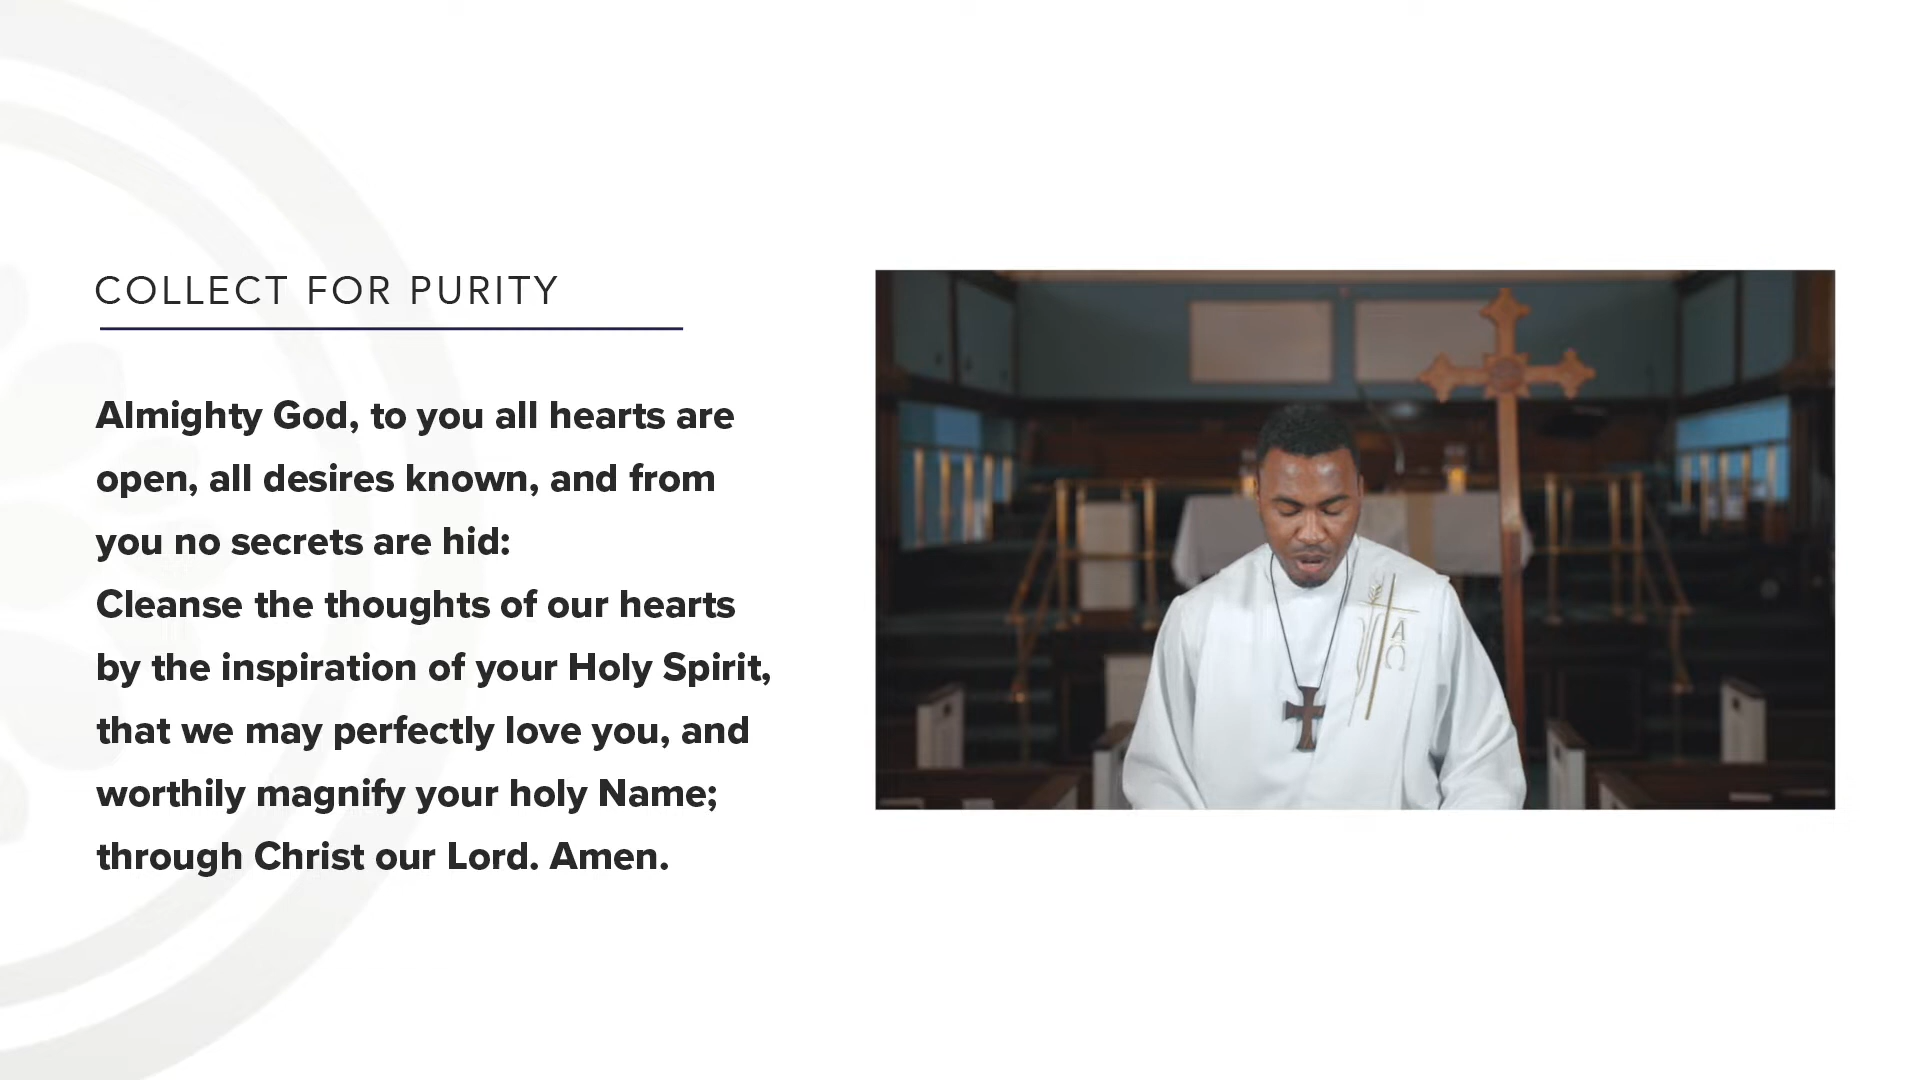 COLLECT FOR PURITY
Almighty God, to you all hearts are
open, all desires known, and from
you no secrets are hid:
Cleanse the thoughts of our hearts
by the inspiration of your Holy Spirit,
that we may perfectly love you, and
worthily magnify your holy Name;
through Christ our Lord. Amen.